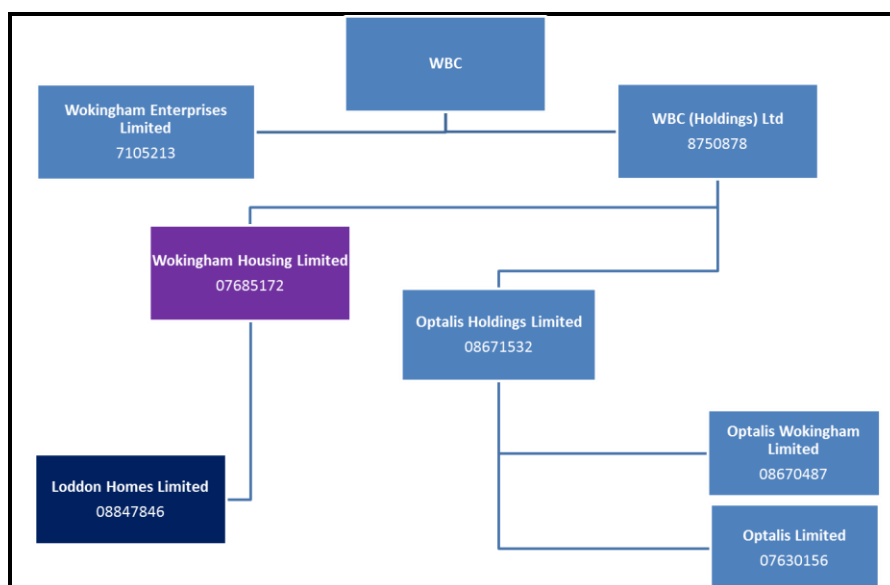 WBC
Wokingham Enterprises
Limited
7105213
WBC (Holdings) Ltd
8750878
Wokingham Housing Limited
07685172
Optalis Holdings Limited
08671532
Optalis Wokingham
Limited
08670487
Loddon Homes Limited
08847846
Optalis Limited
07630156